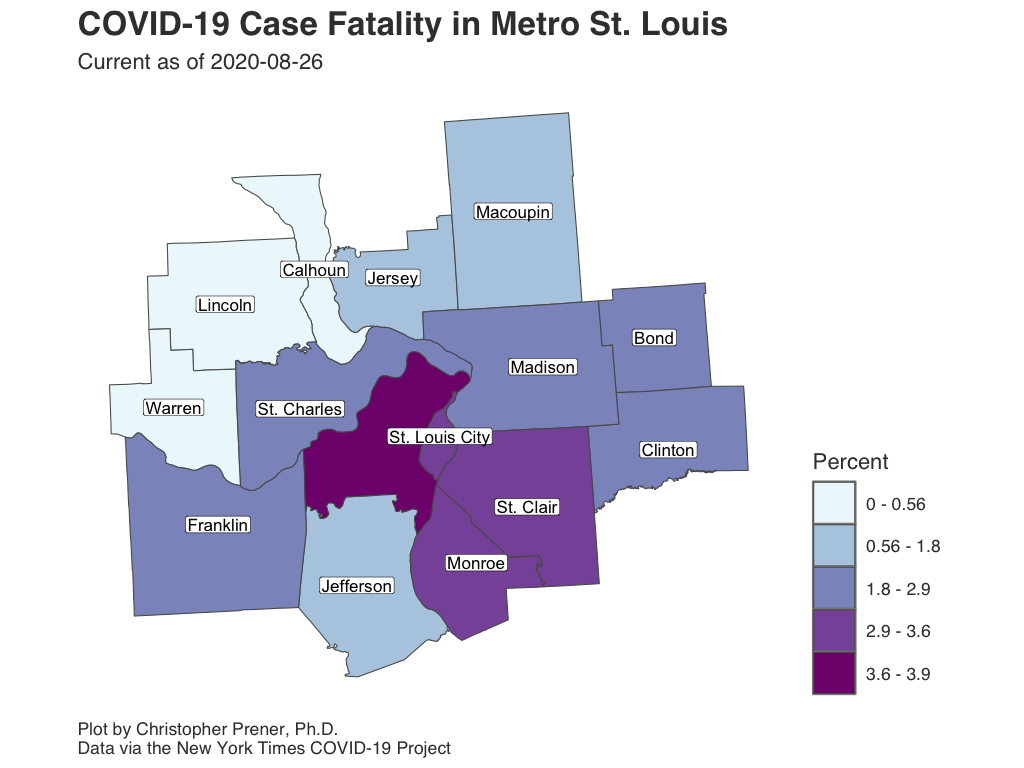 COVID-19 Case Fatality in Metro St. Louis
Current as of 2020-08-26
Macoupin
Calhoun
Jersey
Lincoln
Bond
Madison
Warren
St. Charles
St. Louis City
Clinton
St. Clair
Franklin
Monroe
Jefferson
Percent
0 - 0.56
0.56 - 1.8
1.8 - 2.9
2.9 - 3.6
3.6 - 3.9
Plot by Christopher Prener, Ph.D.
Data via the New York Times COVID-19 Project